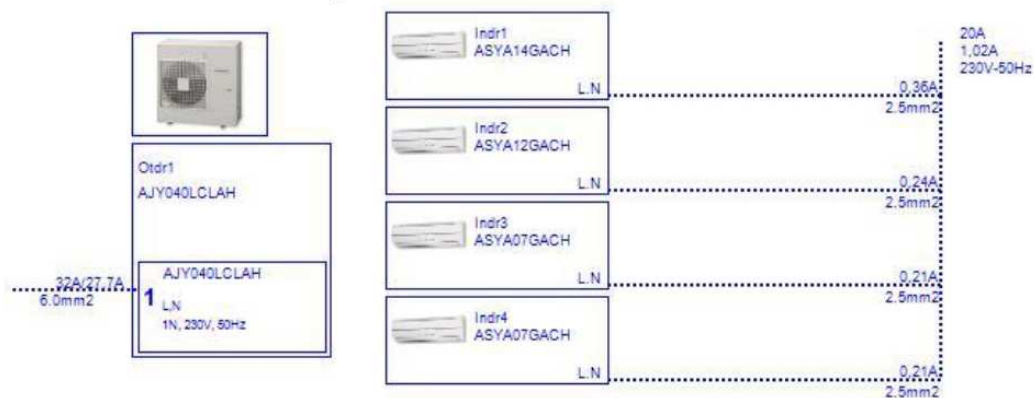 Otdr1
AJY040LCLAH
32A(27.7A
6.0mm2
1
AJY040LCLAH
L,N
1N, 230V, 50Hz
Indr1
ASYA14GACH
L.N
0,36A
2.5mm2
Indr2
ASYA12GACH
L.N
0,24A
2.5mm2
Indr3
ASYA07GACH
L.N
0,21A
2.5mm2
Indr4
ASYA07GACH
L.N
0,21A
2.5mm2
20A
1,02A
230V-50Hz